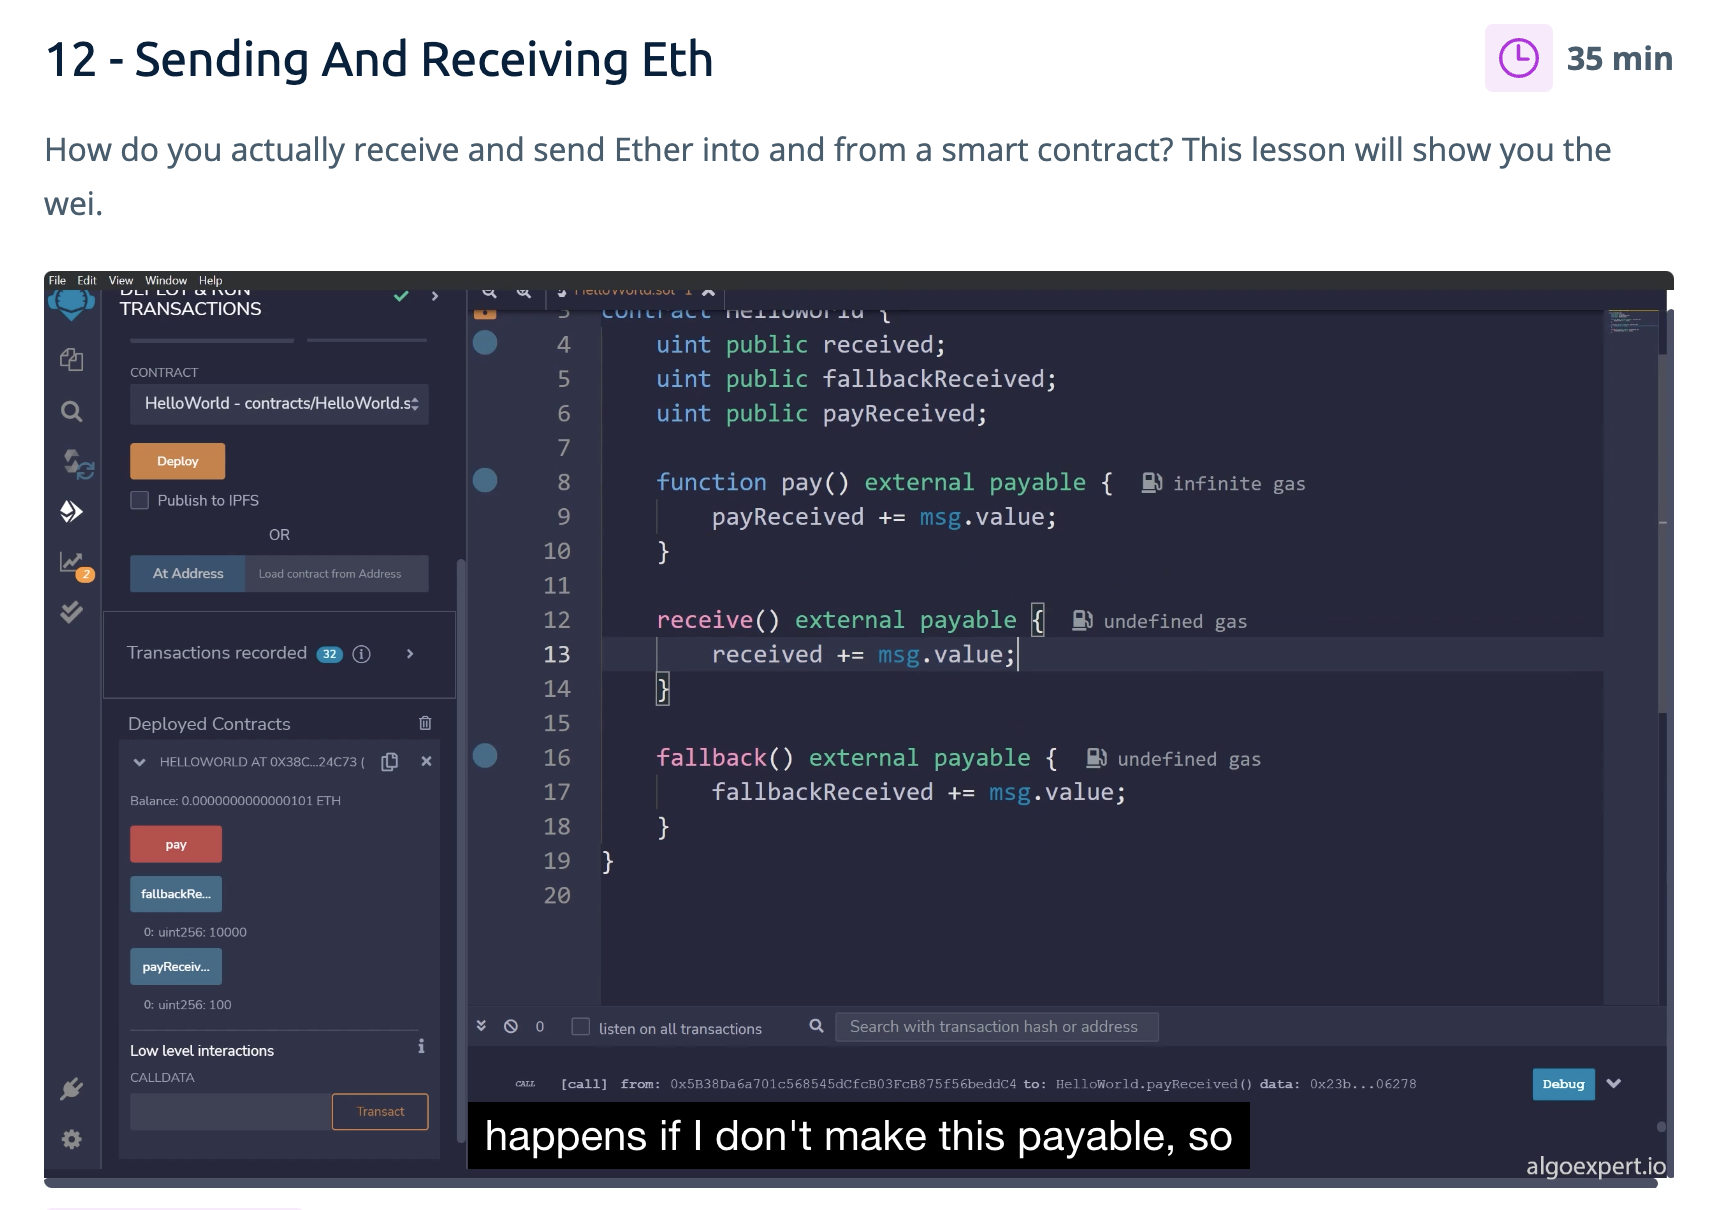 12 - Sending And Receiving Eth
35 min
How do you actually receive and send Ether into and from a smart contract? This lesson will show you the
wei.
File Edit View Window Help
DEPLOY & RUN
TRANSACTIONS
CONTRACT
HelloWorld - contracts/HelloWorld.s
Deploy
Publish to IPFS
OR
At Address
Load contract from Address
2
Transactions recorded 32
Deployed Contracts
HELLOWORLD AT 0X38C...24C73 (
Balance: 0.0000000000000101 ETH
pay
fallbackRe...
0: uint256: 10000
payReceiv...
0: uint256: 100
Low level interactions
CALLDATA
Transact
HelloWorld.sol 1
3 contract HelloWorld {
4 uint public received;
5 uint public fallbackReceived;
6 uint public payReceived;
7
8 function pay() external payable { infinite gas
9 payReceived += msg.value;
10 }
11
12 receive() external payable { undefined gas
13 received += msg.value;
14 }
15
16 fallback() external payable { undefined gas
17 fallbackReceived += msg.value;
18 }
19 }
20
0 listen on all transactions Search with transaction hash or address
CALL [call] from: 0x5B38Da6a701c568545dCfcB03FcB875f56beddC4 to: HelloWorld.payReceived() data: 0x23b...06278
Debug
happens if I don't make this payable, so
algoexpert.io